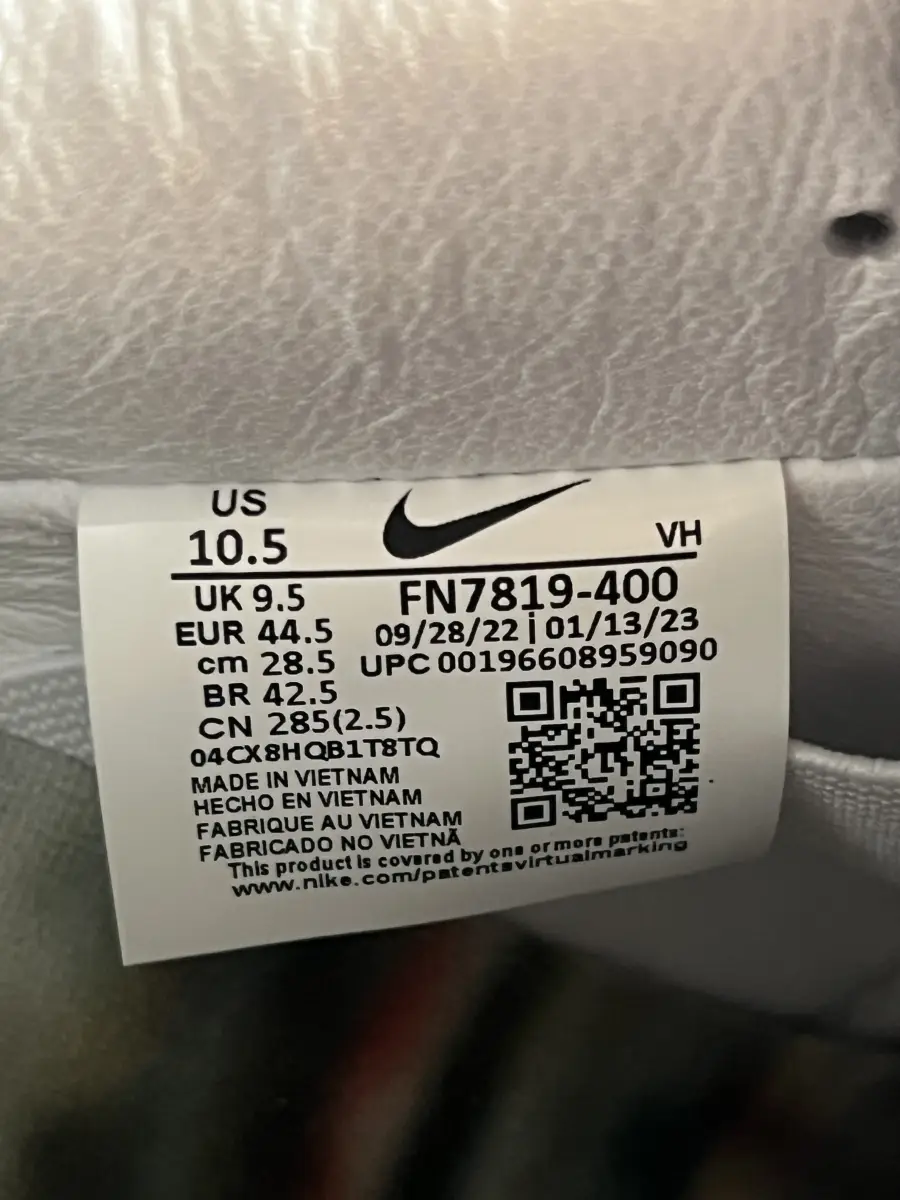 US
10.5
VH
UK 9.5
FN7819-400
EUR 44.5
09/28/22 | 01/13/23
cm 28.5
UPC 00196608959090
BR 42.5
CN 285(2.5)
04CX8HQB1T8TQ
MADE IN VIETNAM
HECHO EN VIETNAM
FABRIQUE AU VIETNAM
FABRICADO NO VIETNÃ
This product is covered by one or more patents:
www.nike.com/patentsvirtualmarking